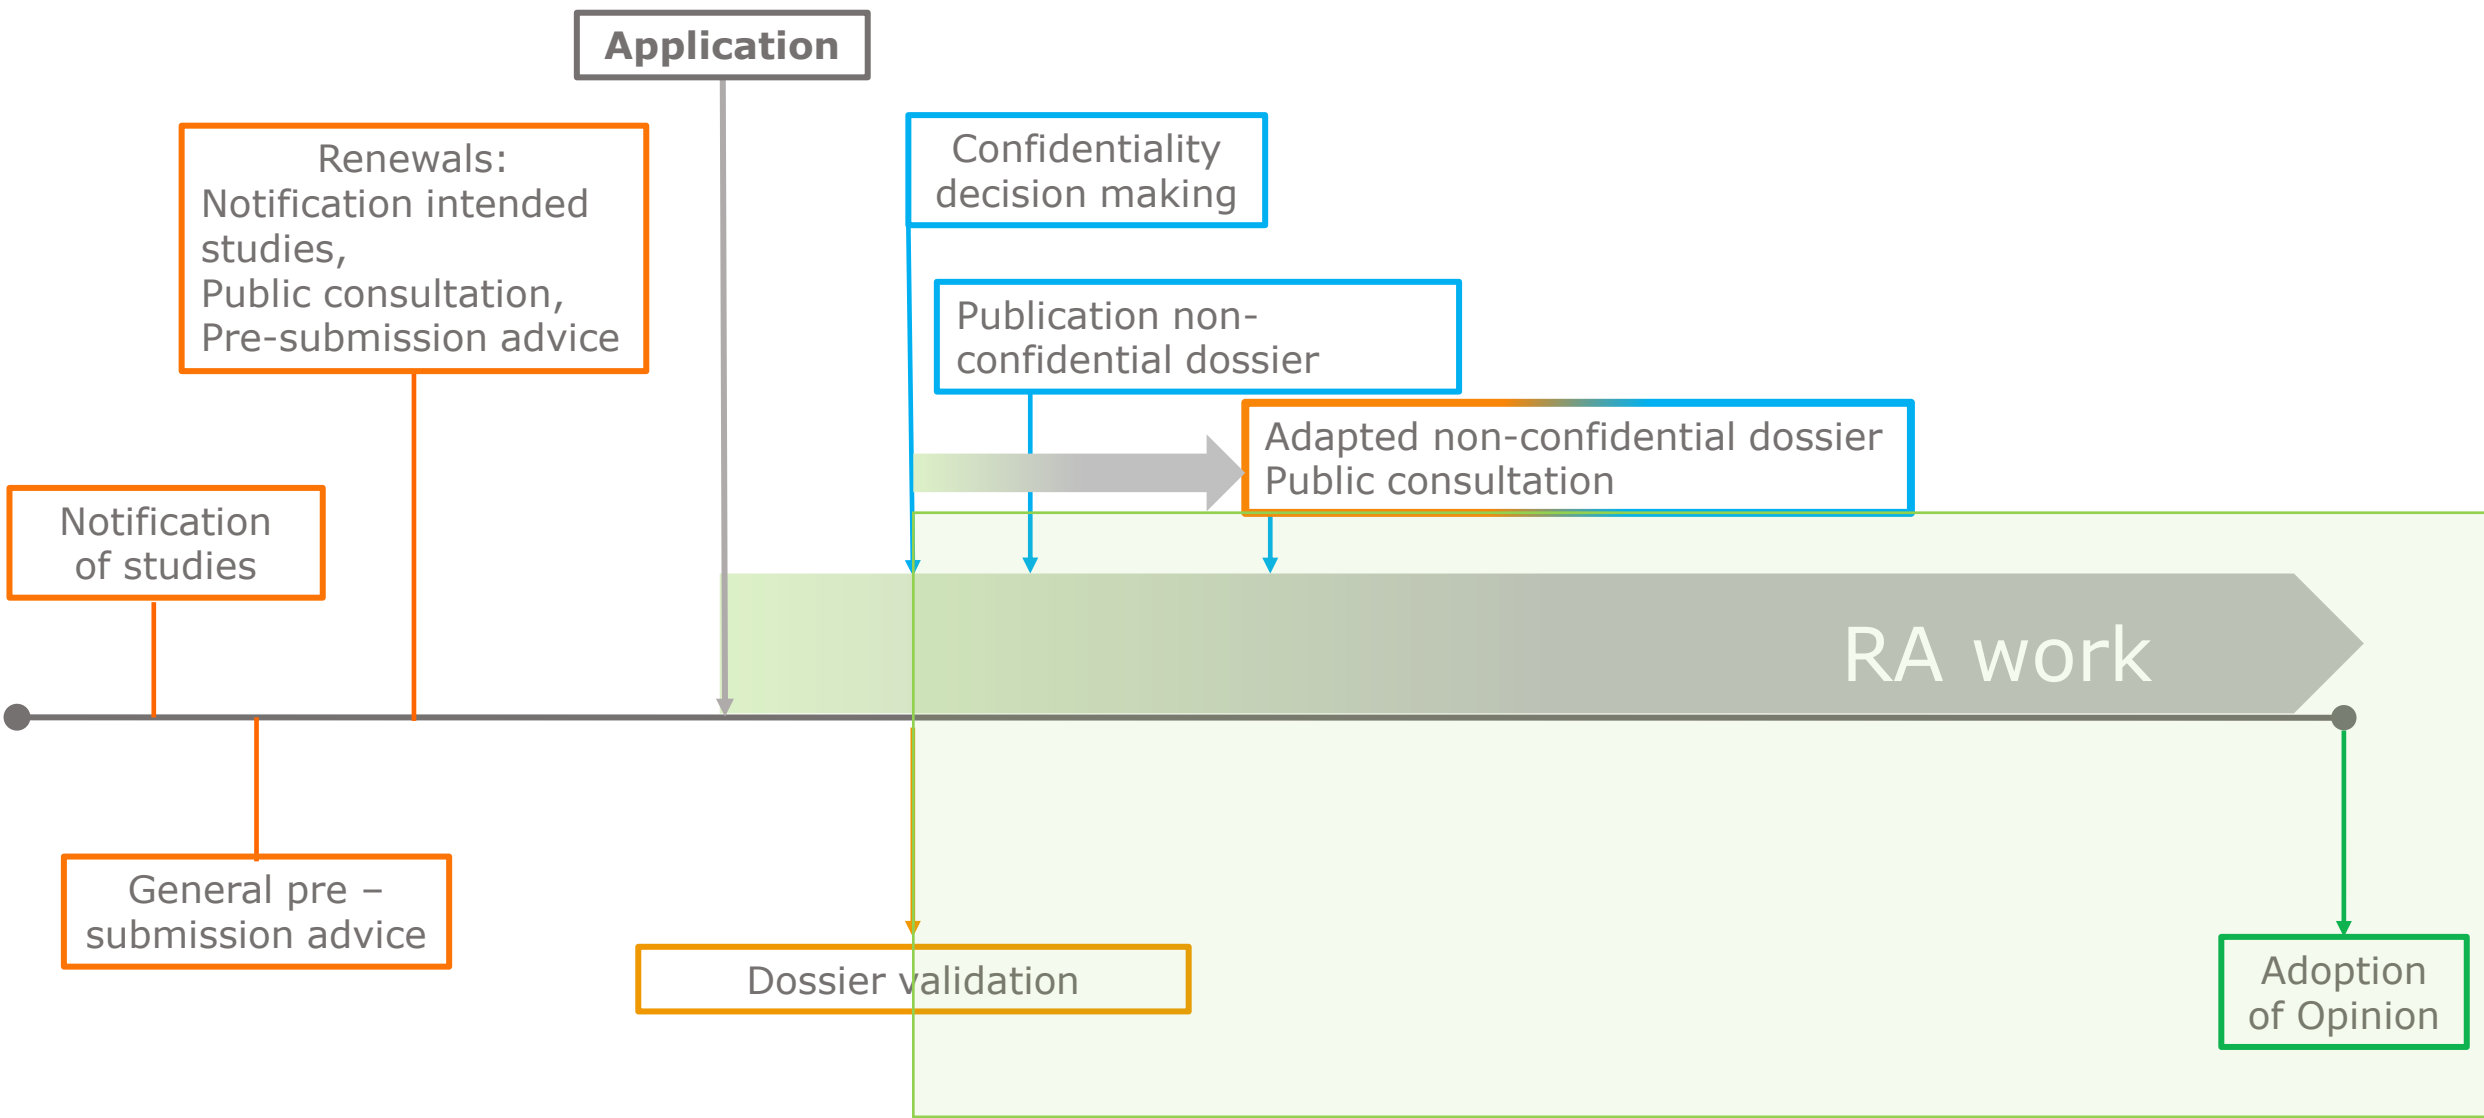 Application
Renewals:
Notification intended
studies,
Public consultation,
Pre-submission advice
Confidentiality
decision making
Publication non-
confidential dossier
Adapted non-confidential dossier
Public consultation
Notification
of studies
RA work
General pre –
submission advice
Dossier validation
Adoption
of Opinion